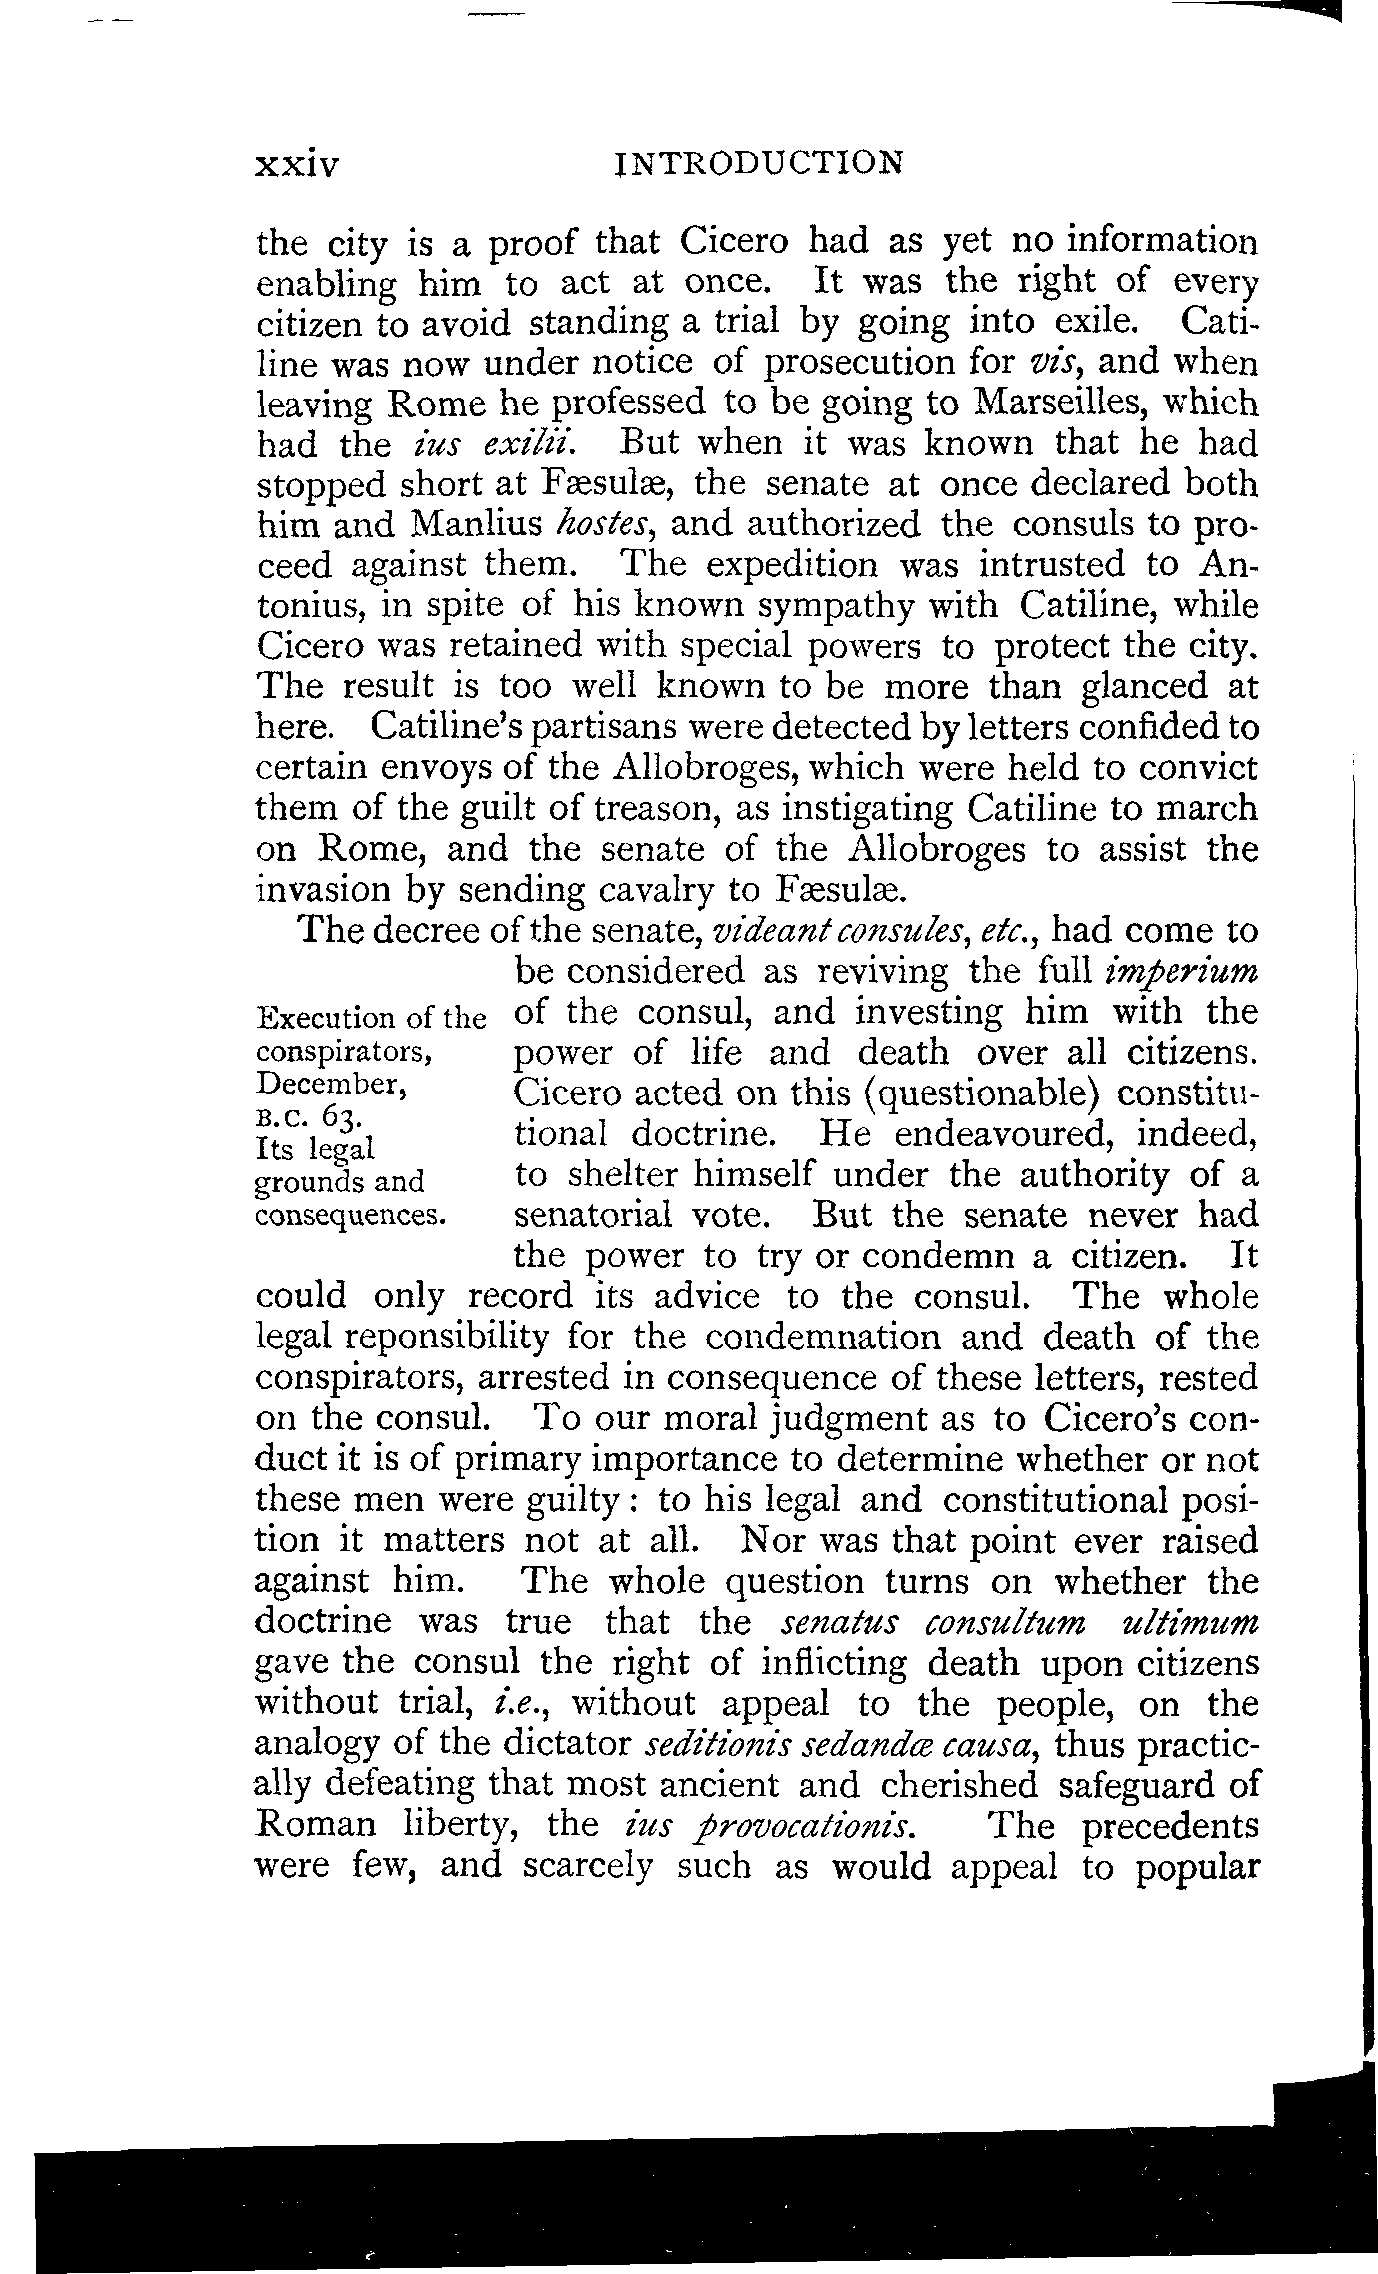 xxiv INTRODUCTION
the city is a proof that Cicero had as yet no information
enabling him to act at once. It was the right of every
citizen to avoid standing a trial by going into exile. Cati-
line was now under notice of prosecution for vis, and when
leaving Rome he professed to be going to Marseilles, which
had the ius exilii. But when it was known that he had
stopped short at Fæsulæ, the senate at once declared both
him and Manlius hostes, and authorized the consuls to pro-
ceed against them. The expedition was intrusted to An-
tonius, in spite of his known sympathy with Catiline, while
Cicero was retained with special powers to protect the city.
The result is too well known to be more than glanced at
here. Catiline's partisans were detected by letters confided to
certain envoys of the Allobroges, which were held to convict
them of the guilt of treason, as instigating Catiline to march
on Rome, and the senate of the Allobroges to assist the
invasion by sending cavalry to Fæsulæ.
The decree of the senate, videant consules, etc., had come to
be considered as reviving the full imperium
Execution of the
conspirators,
December,
B.C. 63.
Its legal
grounds and
consequences.
of the consul, and investing him with the
power of life and death over all citizens.
Cicero acted on this (questionable) constitu-
tional doctrine. He endeavoured, indeed,
to shelter himself under the authority of a
senatorial vote. But the senate never had
the power to try or condemn a citizen. It
could only record its advice to the consul. The whole
legal reponsibility for the condemnation and death of the
conspirators, arrested in consequence of these letters, rested
on the consul. To our moral judgment as to Cicero's con-
duct it is of primary importance to determine whether or not
these men were guilty : to his legal and constitutional posi-
tion it matters not at all. Nor was that point ever raised
against him. The whole question turns on whether the
doctrine was true that the senatus consultum ultimum
gave the consul the right of inflicting death upon citizens
without trial, i.e., without appeal to the people, on the
analogy of the dictator seditionis sedandæ causa, thus practic-
ally defeating that most ancient and cherished safeguard of
Roman liberty, the ius provocationis. The precedents
were few, and scarcely such as would appeal to popular